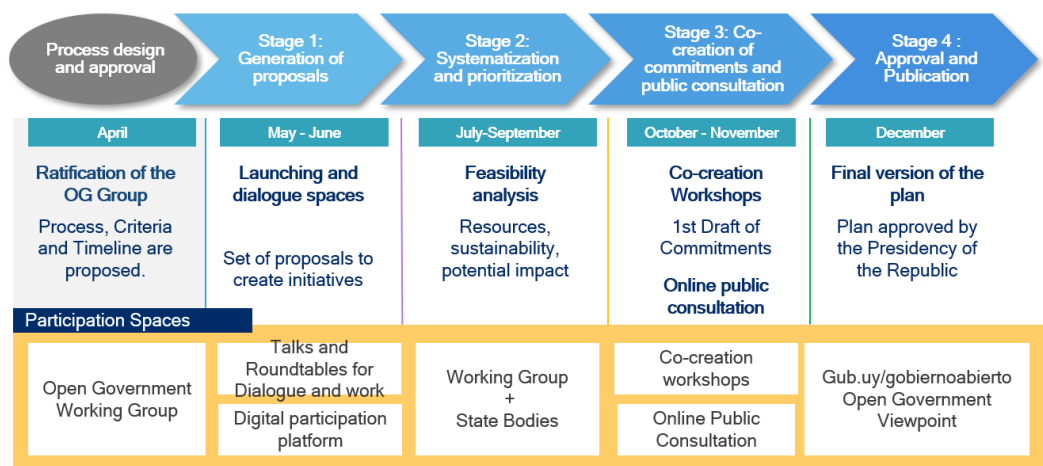 Process design
and approval
Stage 1:
Generation of
proposals
Stage 2:
Systematization
and prioritization
Stage 3: Co-
creation of
commitments and
public consultation
Stage 4 :
Approval and
Publication
April
May - June
July-September
October - November
December
Ratification of the
OG Group
Process, Criteria
and Timeline are
proposed.
Launching and
dialogue spaces
Set of proposals to
create initiatives
Feasibility
analysis
Resources,
sustainability,
potential impact
Co-creation
Workshops
1st Draft of
Commitments
Online public
consultation
Final version of the
plan
Plan approved by
the Presidency of
the Republic
Participation Spaces
Open Government
Working Group
Talks and
Roundtables for
Dialogue and work
Digital participation
platform
Working Group
+
State Bodies
Co-creation
workshops
Online Public
Consultation
Gub.uy/gobiernoabierto
Open Government
Viewpoint